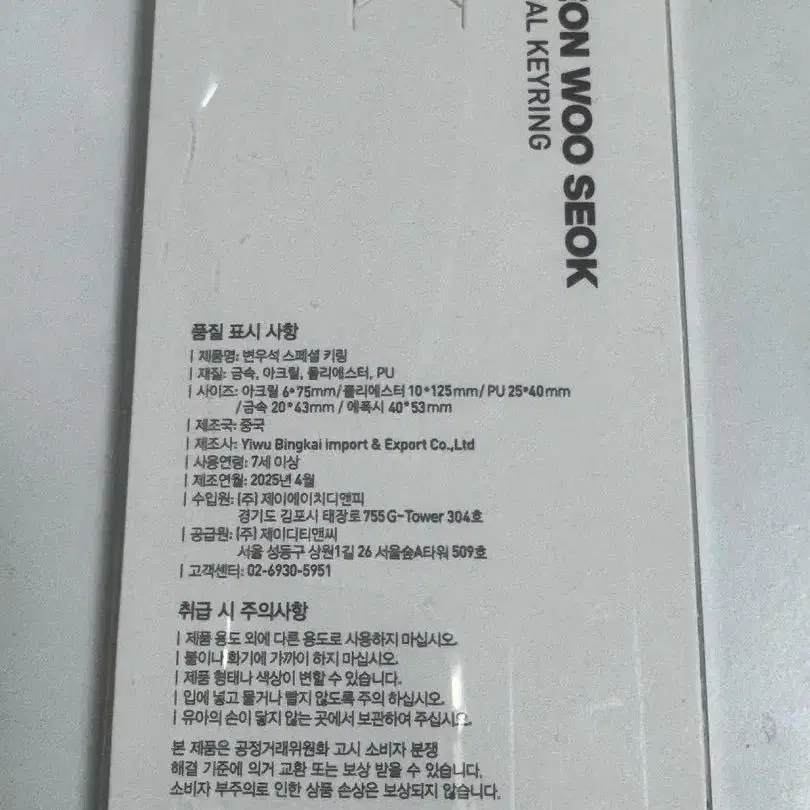 EON WOO SEOK
AL KEYRING
품질 표시 사항
| 제품명: 변우석 스페셜 키링
| 재질: 금속, 아크릴, 폴리에스터, PU
| 사이즈: 아크릴 6*75mm/폴리에스터 10*125mm/ PU 25*40mm
/금속 20*43mm / 에폭시 40*53mm
| 제조국: 중국
| 제조사: Yiwu Bingkai import & Export Co.,Ltd
| 사용연령: 7세 이상
| 제조연월: 2025년 4월
| 수입원: (주) 제이에이치디앤피
경기도 김포시 태장로 755 G-Tower 304호
| 공급원: (주) 제이디티앤씨
서울 성동구 상원1길 26 서울숲A타워 509호
| 고객센터: 02-6930-5951
취급 시 주의사항
| 제품 용도 외에 다른 용도로 사용하지 마십시오.
| 불이나 화기에 가까이 하지 마십시오.
| 제품 형태나 색상이 변할 수 있습니다.
| 입에 넣고 물거나 빨지 않도록 주의 하십시오.
| 유아의 손이 닿지 않는 곳에서 보관하여 주십시오.
본 제품은 공정거래위원화 고시 소비자 분쟁
해결 기준에 의거 교환 또는 보상 받을 수 있습니다.
소비자 부주의로 인한 상품 손상은 보상되지 않습니다.